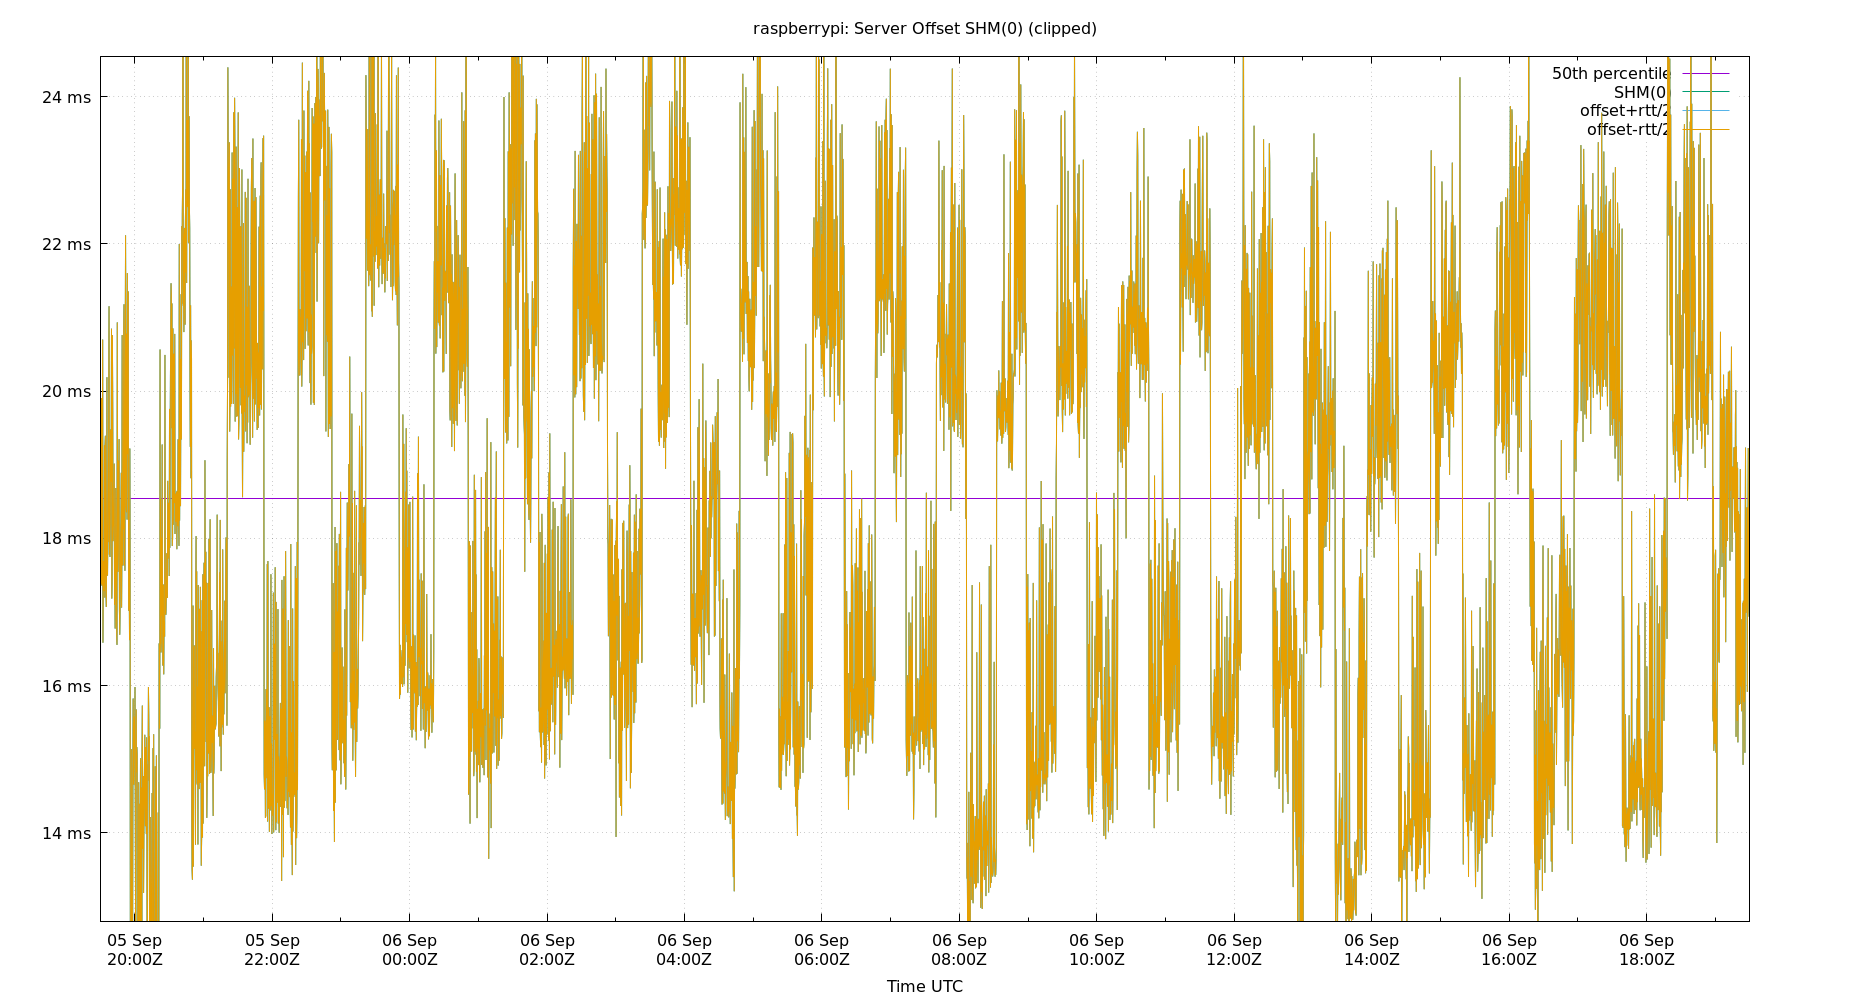 raspberrypi: Server Offset SHM(0) (clipped)
50th percentile
SHM(0)
offset+rtt/2
offset-rtt/2
24 ms
22 ms
20 ms
18 ms
16 ms
14 ms
05 Sep 05 Sep 06 Sep 06 Sep 06 Sep 06 Sep 06 Sep 06 Sep 06 Sep 06 Sep 06 Sep 06 Sep
20:00Z 22:00Z 00:00Z 02:00Z 04:00Z 06:00Z 08:00Z 10:00Z 12:00Z 14:00Z 16:00Z 18:00Z
Time UTC